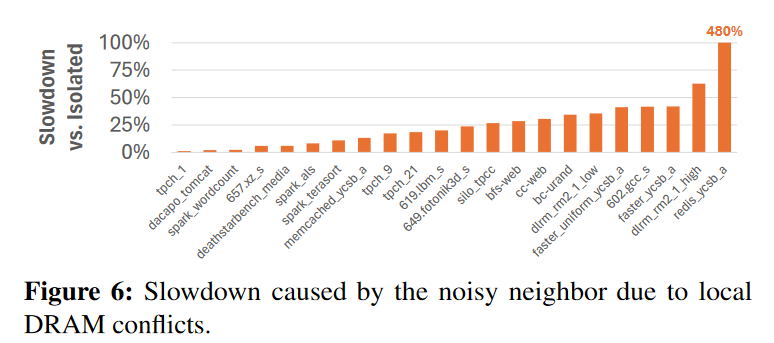 480%
Slowdown
vs. Isolated
100%
75%
50%
25%
0%
tpch_1
dacapo_tomcat
spark_wordcount
657.xz_s
deathstarbench_media
spark_als
spark_terasort
memcached_ycsb_a
tpch_9
tpch_21
619.lbm_s
649.fotonik3d_s
silo_tpcc
bfs-web
cc-web
bc-urand
dlrm_rm2_1_low
faster_uniform_ycsb_a
602.gcc_s
faster_ycsb_a
dlrm_rm2_1_high
redis_ycsb_a
Figure 6: Slowdown caused by the noisy neighbor due to local
DRAM conflicts.